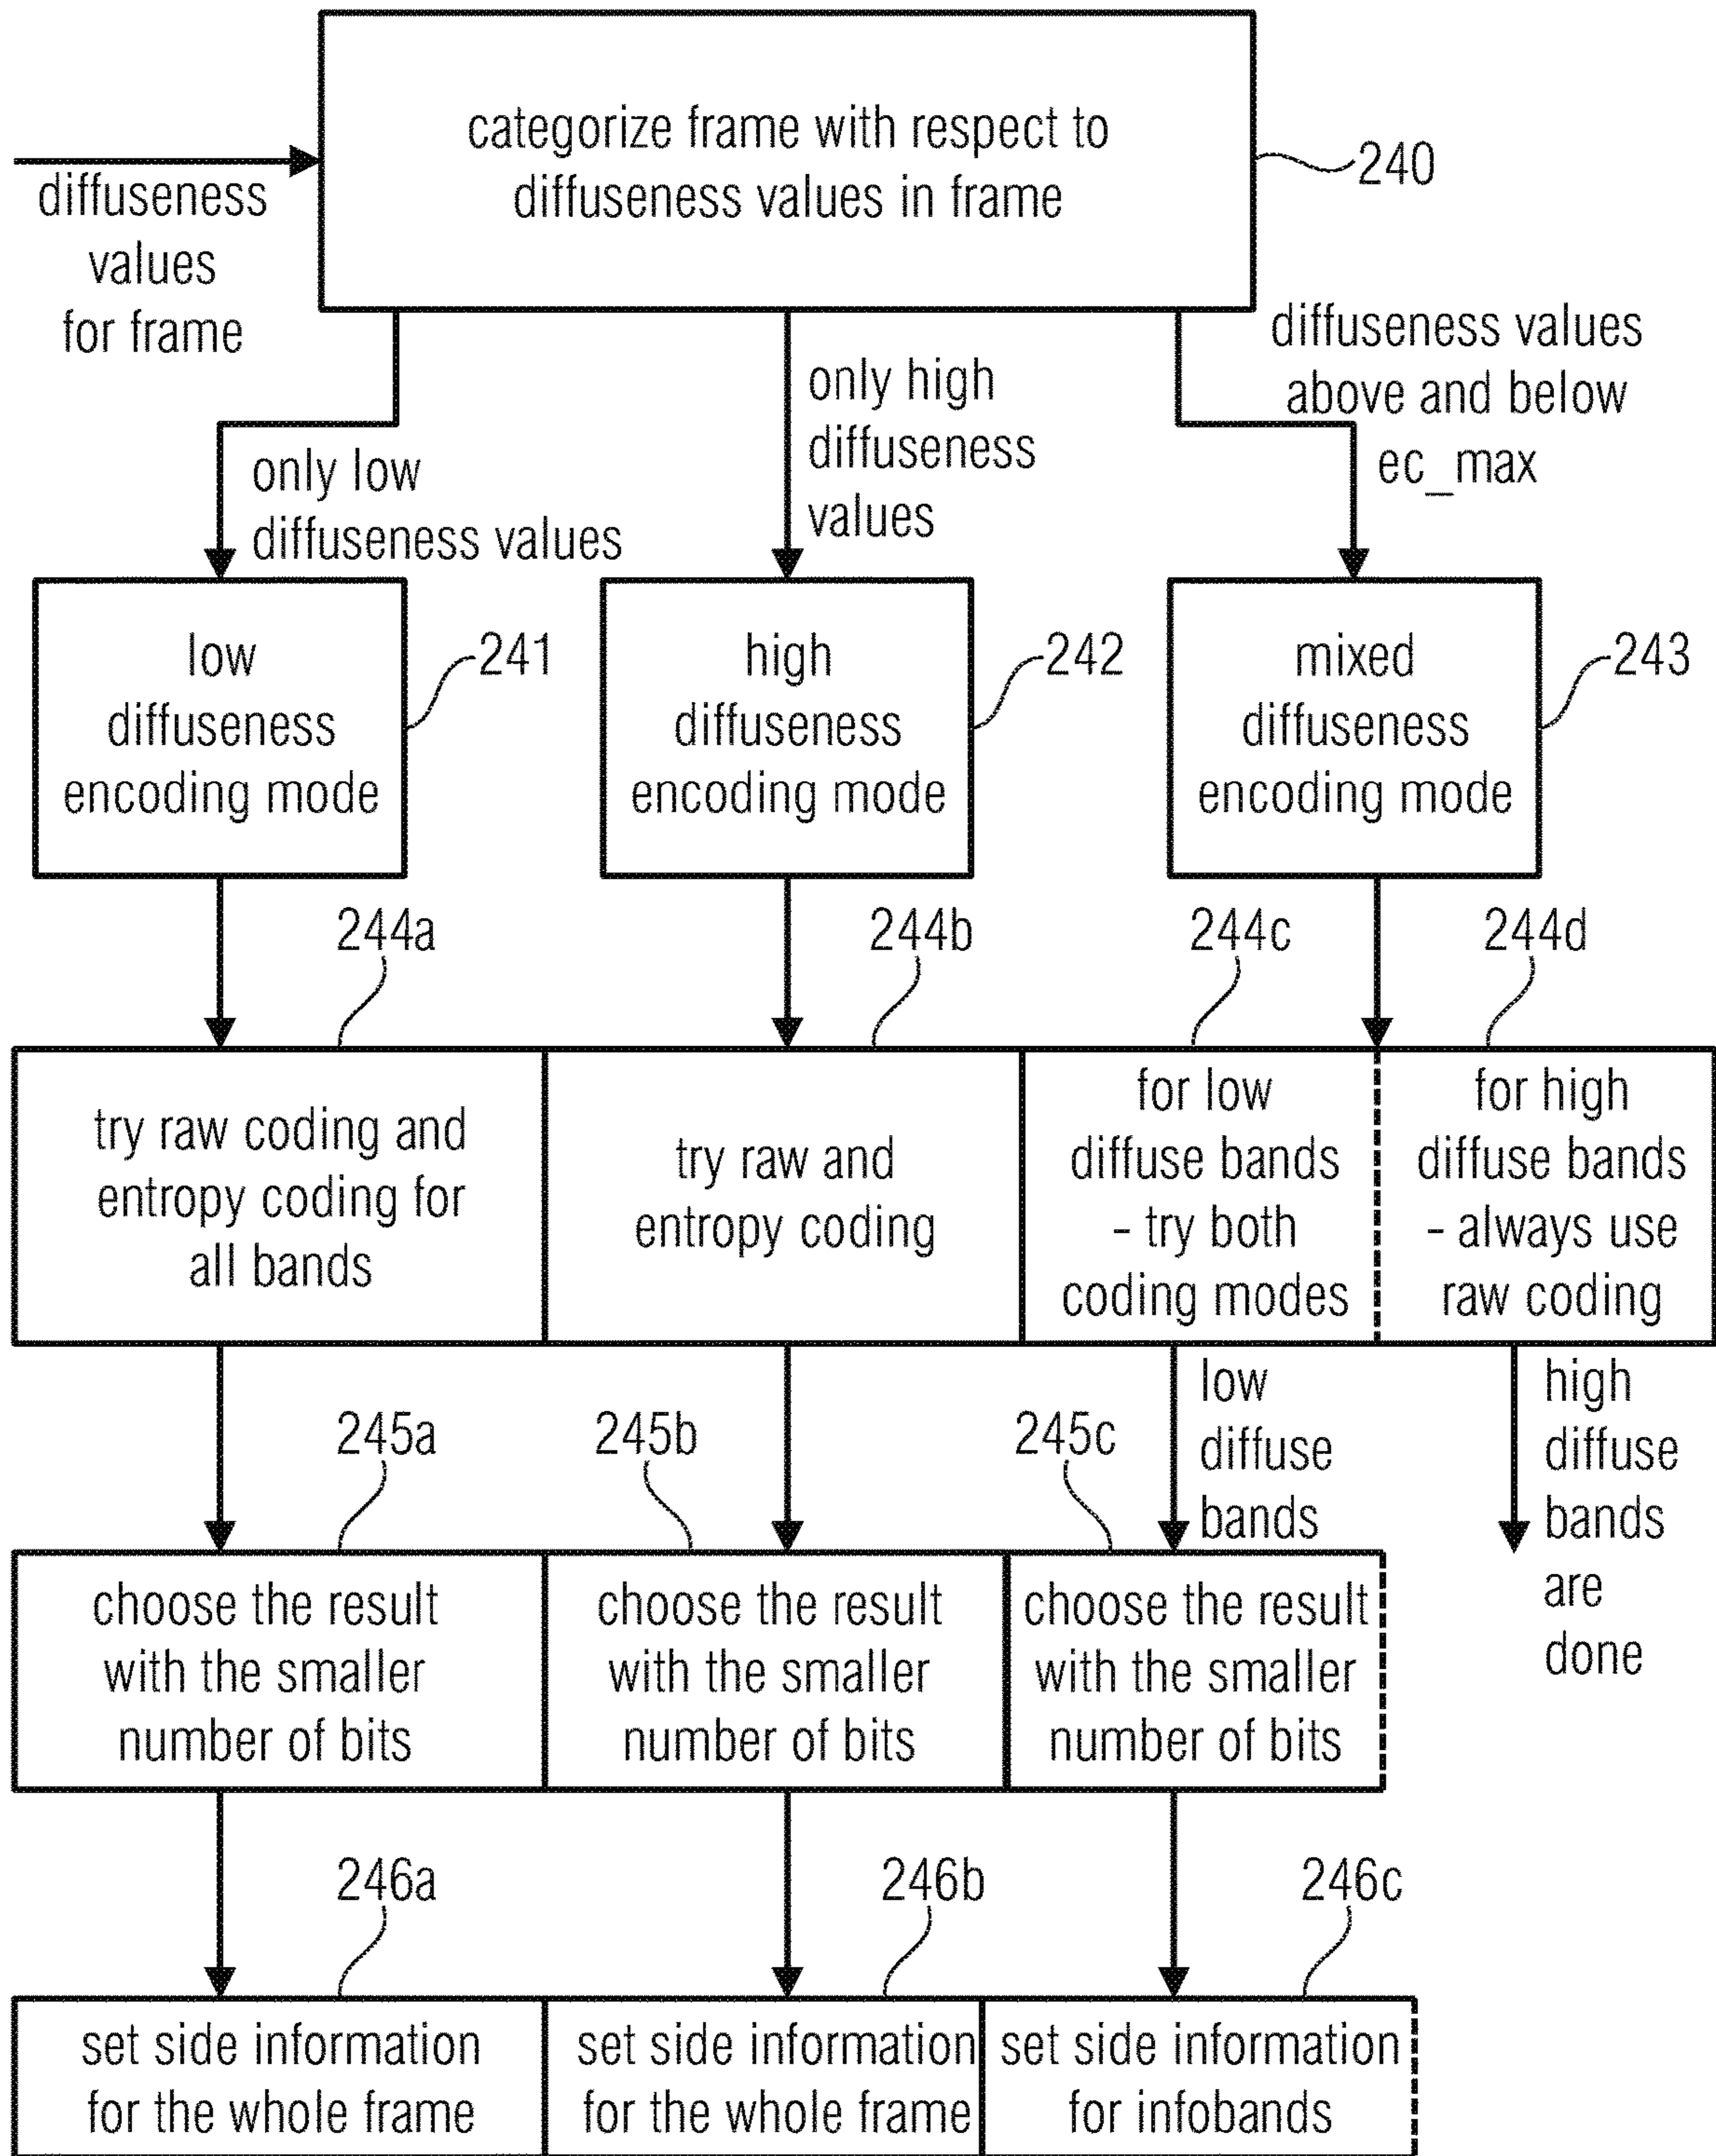 categorize frame with respect to
diffuseness values in frame
240
diffuseness
values
for frame
only low
diffuseness values
only high
diffuseness
values
diffuseness values
above and below
ec_max
low
diffuseness
encoding mode
241
high
diffuseness
encoding mode
242
mixed
diffuseness
encoding mode
243
244a
244b
244c
244d
try raw coding and
entropy coding for
all bands
try raw and
entropy coding
for low
diffuse bands
- try both
coding modes
for high
diffuse bands
- always use
raw coding
245a
245b
245c
low
diffuse
bands
high
diffuse
bands
are
done
choose the result
with the smaller
number of bits
choose the result
with the smaller
number of bits
choose the result
with the smaller
number of bits
246a
246b
246c
set side information
for the whole frame
set side information
for the whole frame
set side information
for infobands